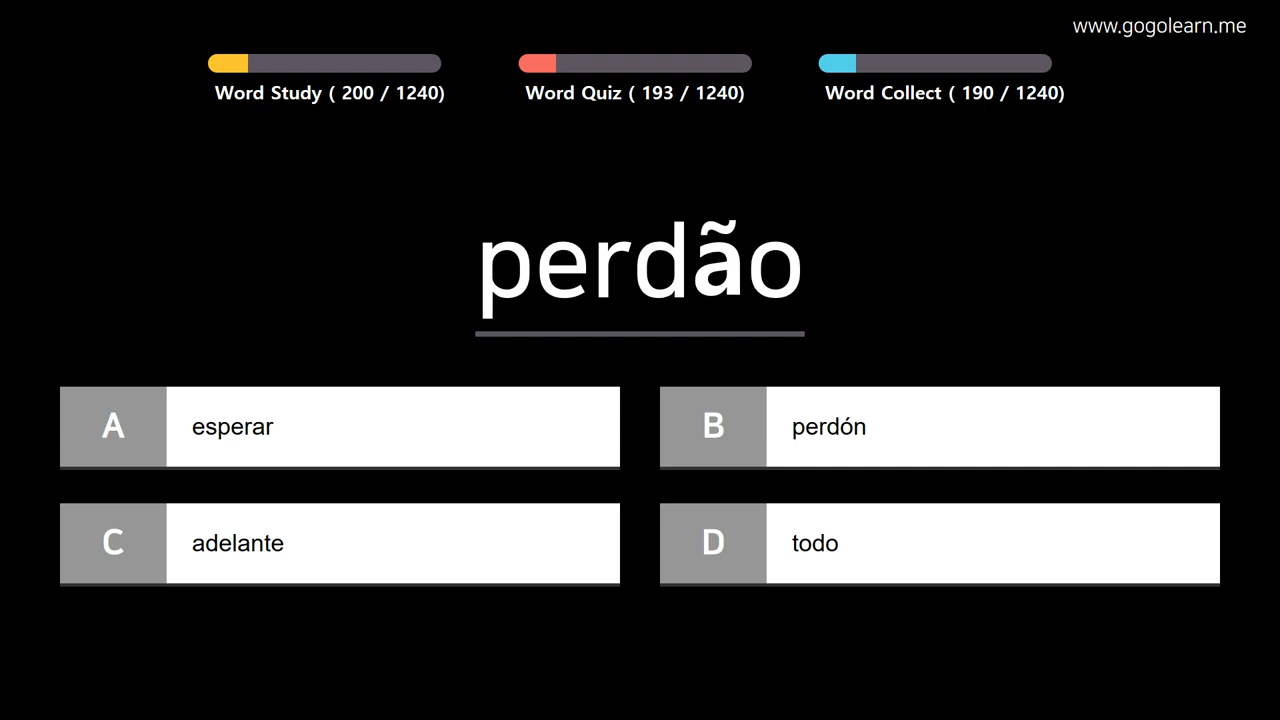 www.gogolearn.me
Word Study ( 200 / 1240)
Word Quiz ( 193 / 1240)
Word Collect ( 190 / 1240)
perdão
A esperar
B perdón
C adelante
D todo